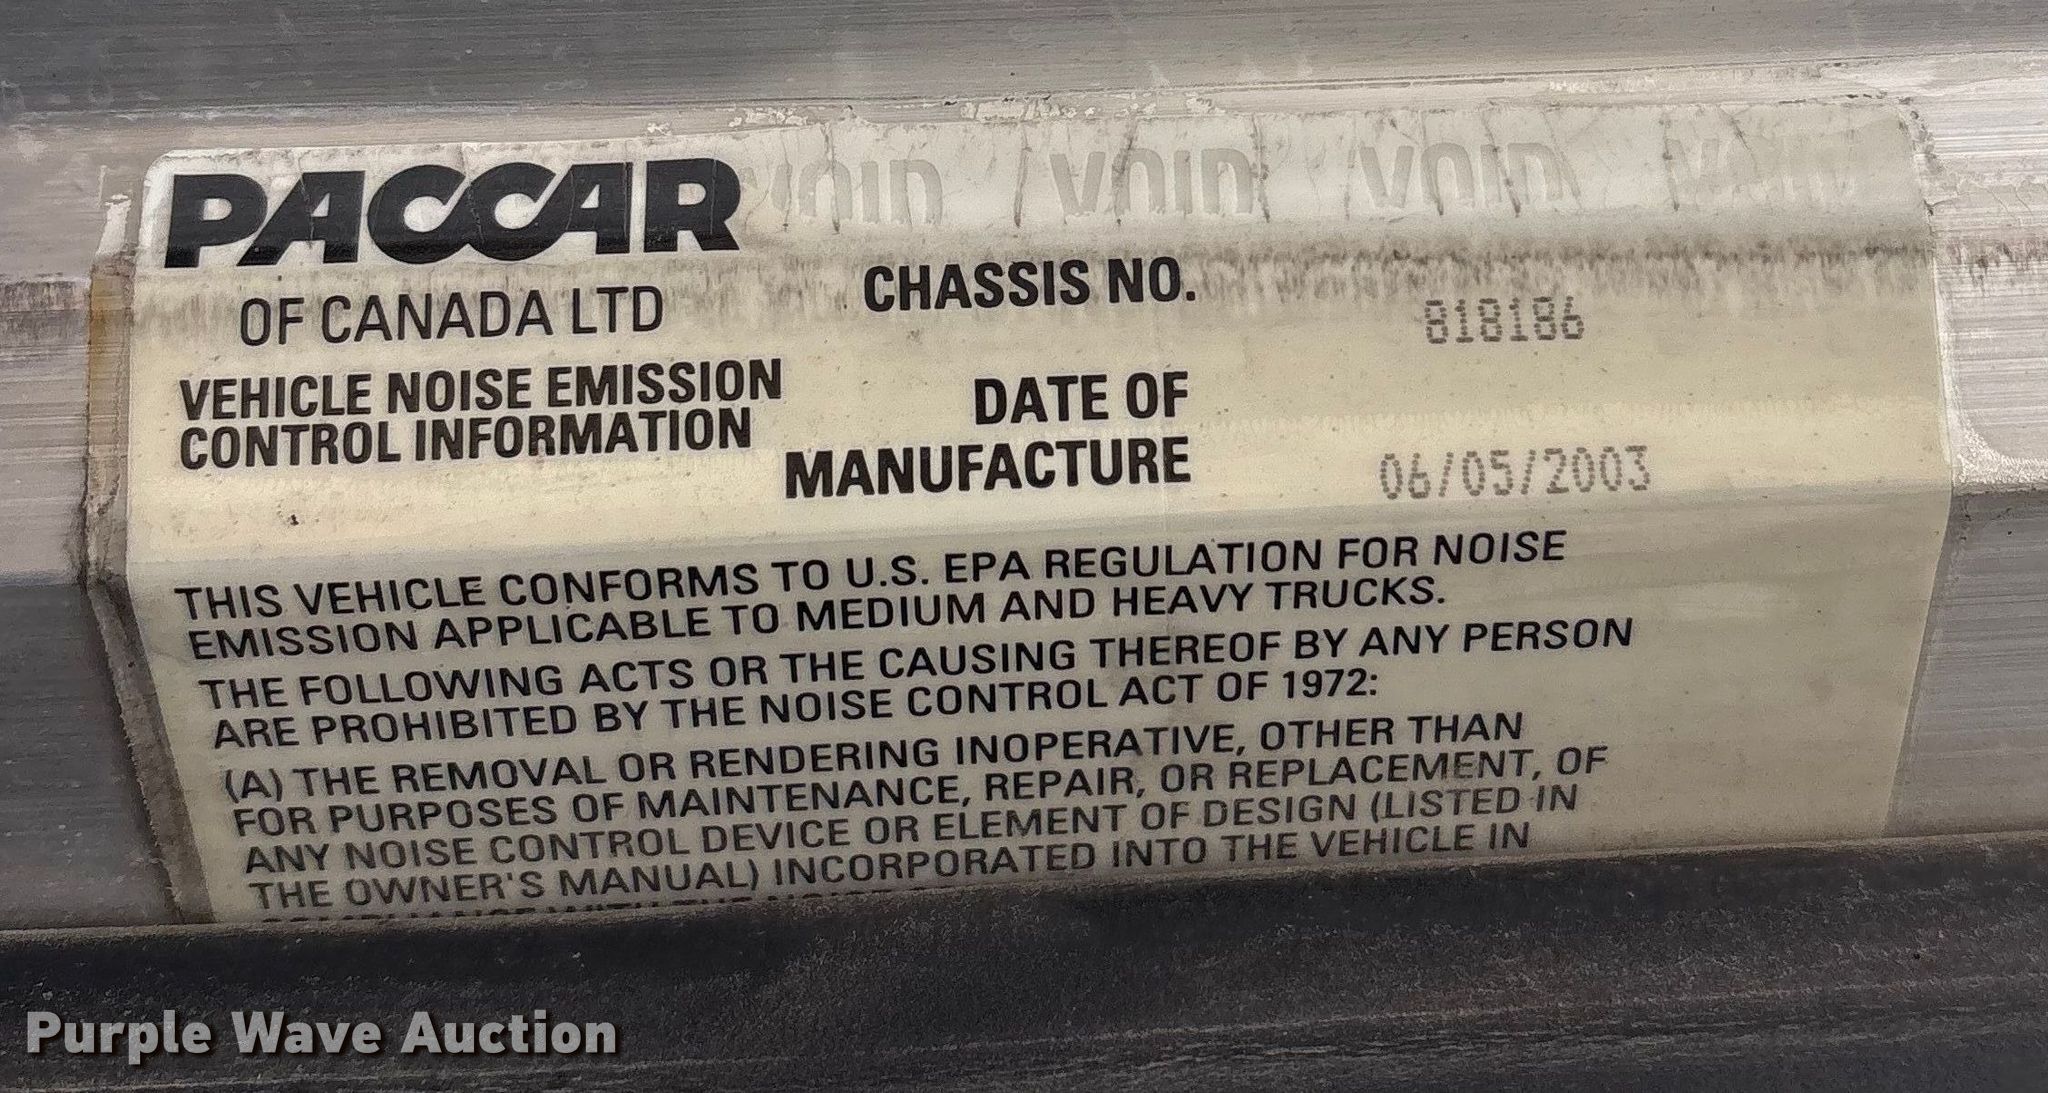 PACCAR
VOID VOID VOID
OF CANADA LTD
CHASSIS NO.
818186
VEHICLE NOISE EMISSION
CONTROL INFORMATION
DATE OF
MANUFACTURE
06/05/2003
THIS VEHICLE CONFORMS TO U.S. EPA REGULATION FOR NOISE
EMISSION APPLICABLE TO MEDIUM AND HEAVY TRUCKS.
THE FOLLOWING ACTS OR THE CAUSING THEREOF BY ANY PERSON
ARE PROHIBITED BY THE NOISE CONTROL ACT OF 1972:
(A) THE REMOVAL OR RENDERING INOPERATIVE, OTHER THAN
FOR PURPOSES OF MAINTENANCE, REPAIR, OR REPLACEMENT, OF
ANY NOISE CONTROL DEVICE OR ELEMENT OF DESIGN (LISTED IN
THE OWNER'S MANUAL) INCORPORATED INTO THE VEHICLE IN
Purple Wave Auction